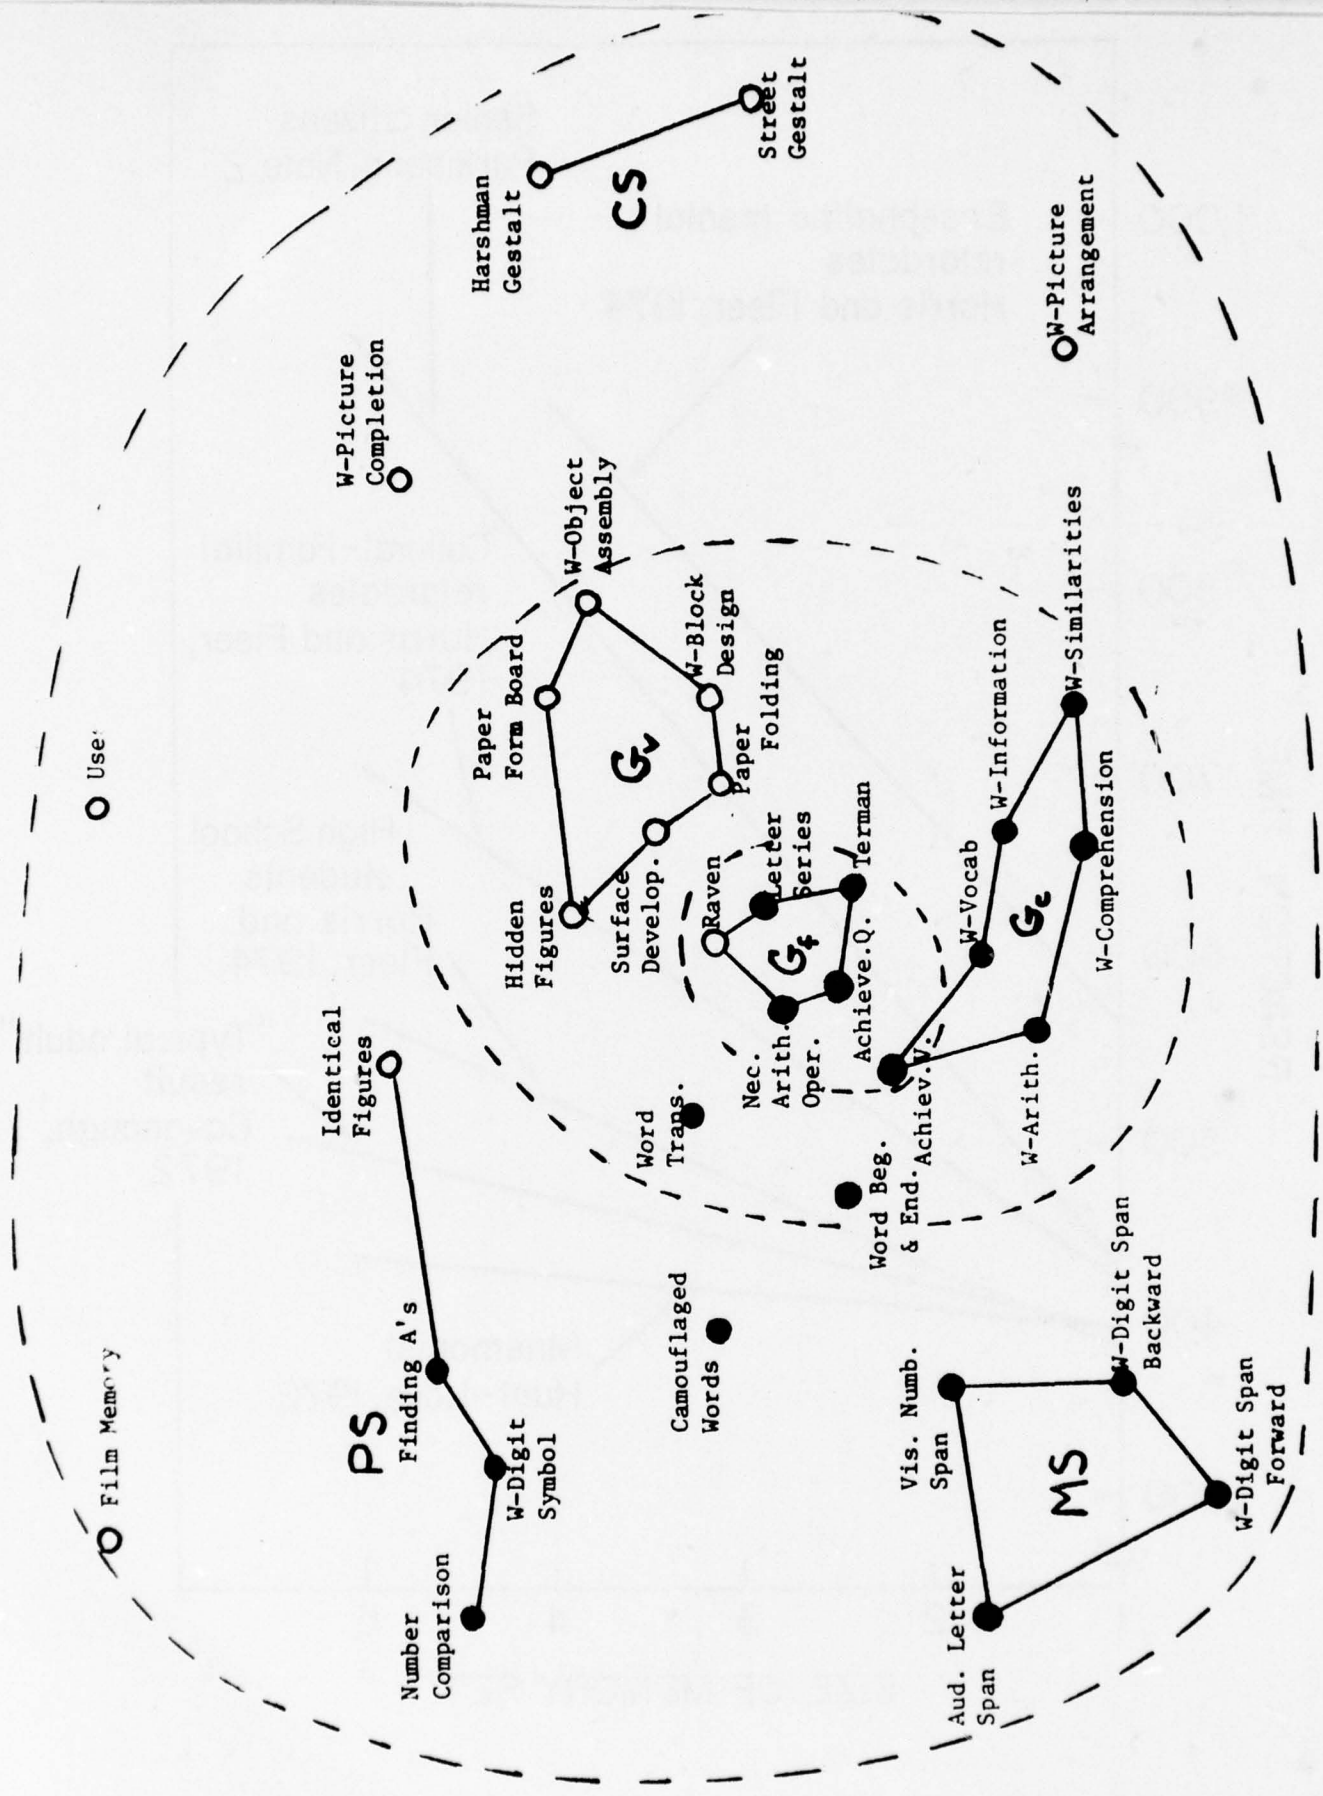 Film Memory
Uses
Identical
Figures
PS
Finding A's
W-Digit
Symbol
Number
Comparison
W-Picture
Completion
Harshman
Gestalt
CS
Street
Gestalt
W-Picture
Arrangement
Paper
Form Board
W-Object
Assembly
Gv
W-Block
Design
Paper
Folding
Hidden
Figures
Surface
Develop.
Raven
Letter
Series
Terman
Gf
Nec.
Arith.
Oper.
Achieve.Q.
Achiev.V.
Word
Trans.
Word Beg.
& End.
Camouflaged
Words
W-Vocab
W-Information
W-Similarities
Gc
W-Comprehension
W-Arith.
Vis. Numb.
Span
W-Digit Span
Backward
MS
W-Digit Span
Forward
Aud. Letter
Span